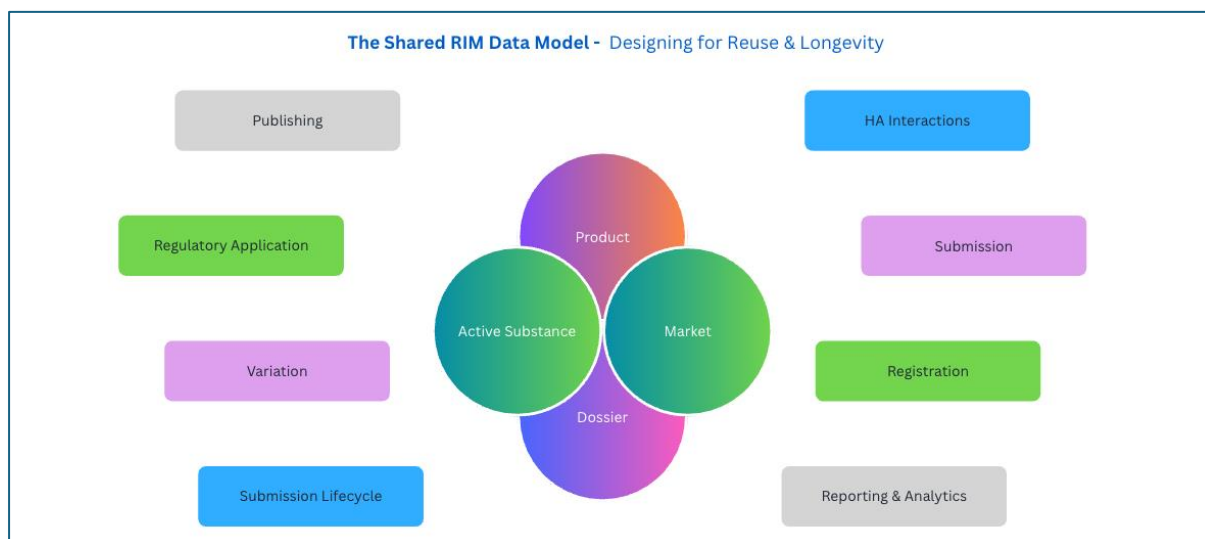 The Shared RIM Data Model - Designing for Reuse & Longevity
Publishing
HA Interactions
Product
Regulatory Application
Submission
Active Substance
Market
Variation
Registration
Dossier
Submission Lifecycle
Reporting & Analytics